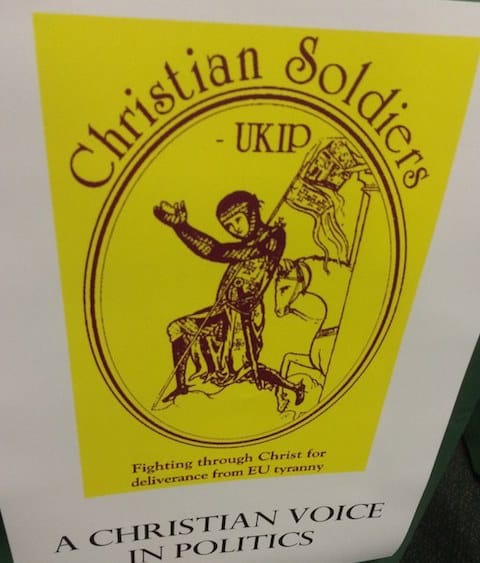 Christian Soldiers
- UKIP
Fighting through Christ for
deliverance from EU tyranny
A CHRISTIAN VOICE
IN POLITICS